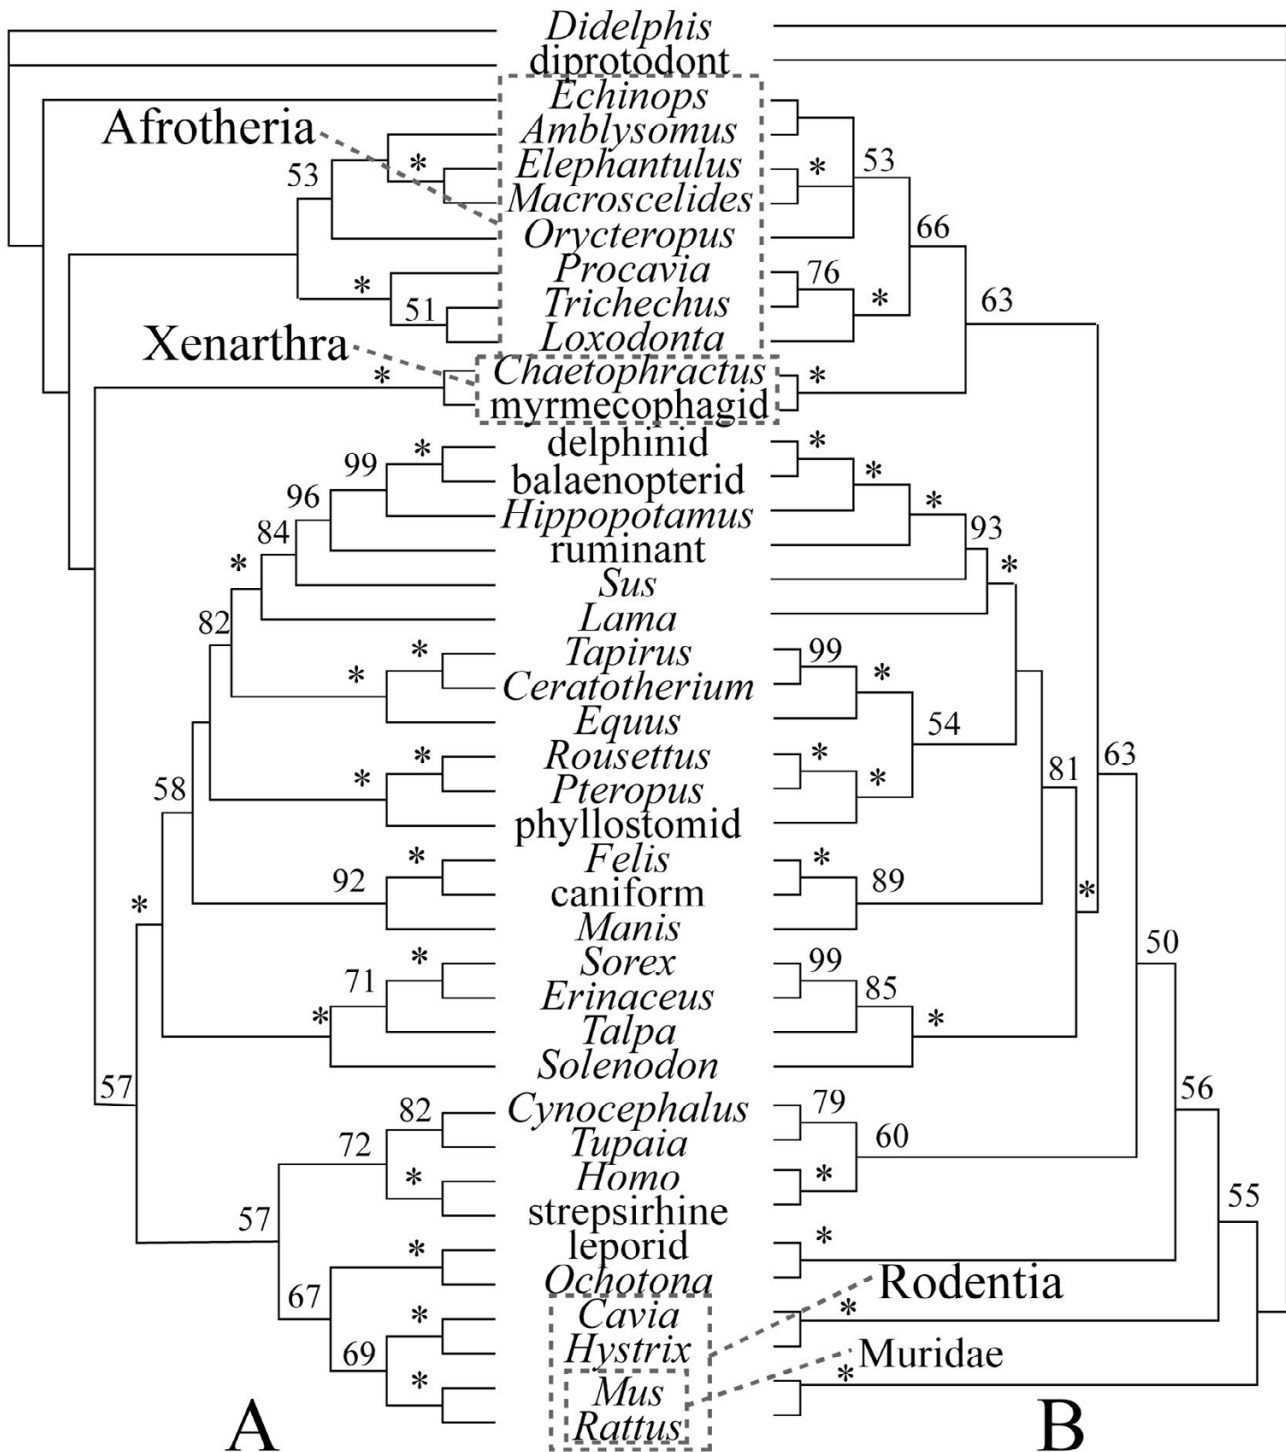 Didelphis
diprotodont
Echinops
Afrotheria
Amblysomus
*
Elephantulus
*
53
53
Macroscelides
Orycteropus
66
*
Procavia
76
Trichechus
*
51
63
Loxodonta
Xenarthra
*
Chaetophractus
*
myrmecophagid
*
delphinid
*
99
balaenopterid
*
96
Hippopotamus
*
84
ruminant
93
*
Sus
*
82
Lama
*
Tapirus
99
*
Ceratotherium
*
Equus
54
*
Rousettus
*
63
*
Pteropus
*
81
58
phyllostomid
*
Felis
*
92
caniform
89
*
*
Manis
50
*
Sorex
99
71
Erinaceus
85
*
Talpa
*
Solenodon
57
56
82
Cynocephalus
79
72
Tupaia
60
*
Homo
*
strepsirhine
55
57
leporid
*
*
Ochotona
Rodentia
67
*
Cavia
*
69
Hystrix
Muridae
*
Mus
*
Rattus
A
B